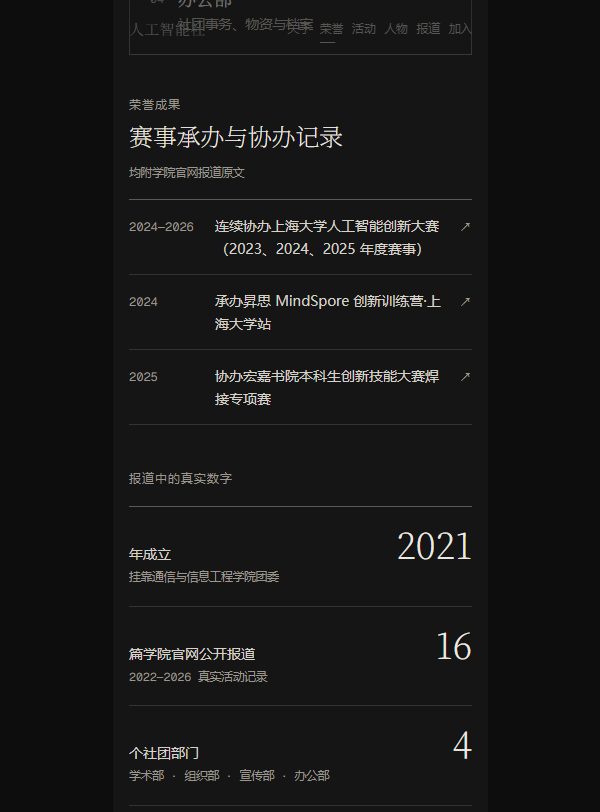 04 办公部
社团事务、物资与档案
人工智能社 关于 荣誉 活动 人物 报道 加入
荣誉成果
赛事承办与协办记录
均附学院官网报道原文
2024—2026 连续协办上海大学人工智能创新大赛 ↗
（2023、2024、2025 年度赛事）
2024 承办昇思 MindSpore 创新训练营·上 ↗
海大学站
2025 协办宏嘉书院本科生创新技能大赛焊 ↗
接专项赛
报道中的真实数字
年成立 2021
挂靠通信与信息工程学院团委
篇学院官网公开报道 16
2022—2026 真实活动记录
个社团部门 4
学术部 · 组织部 · 宣传部 · 办公部